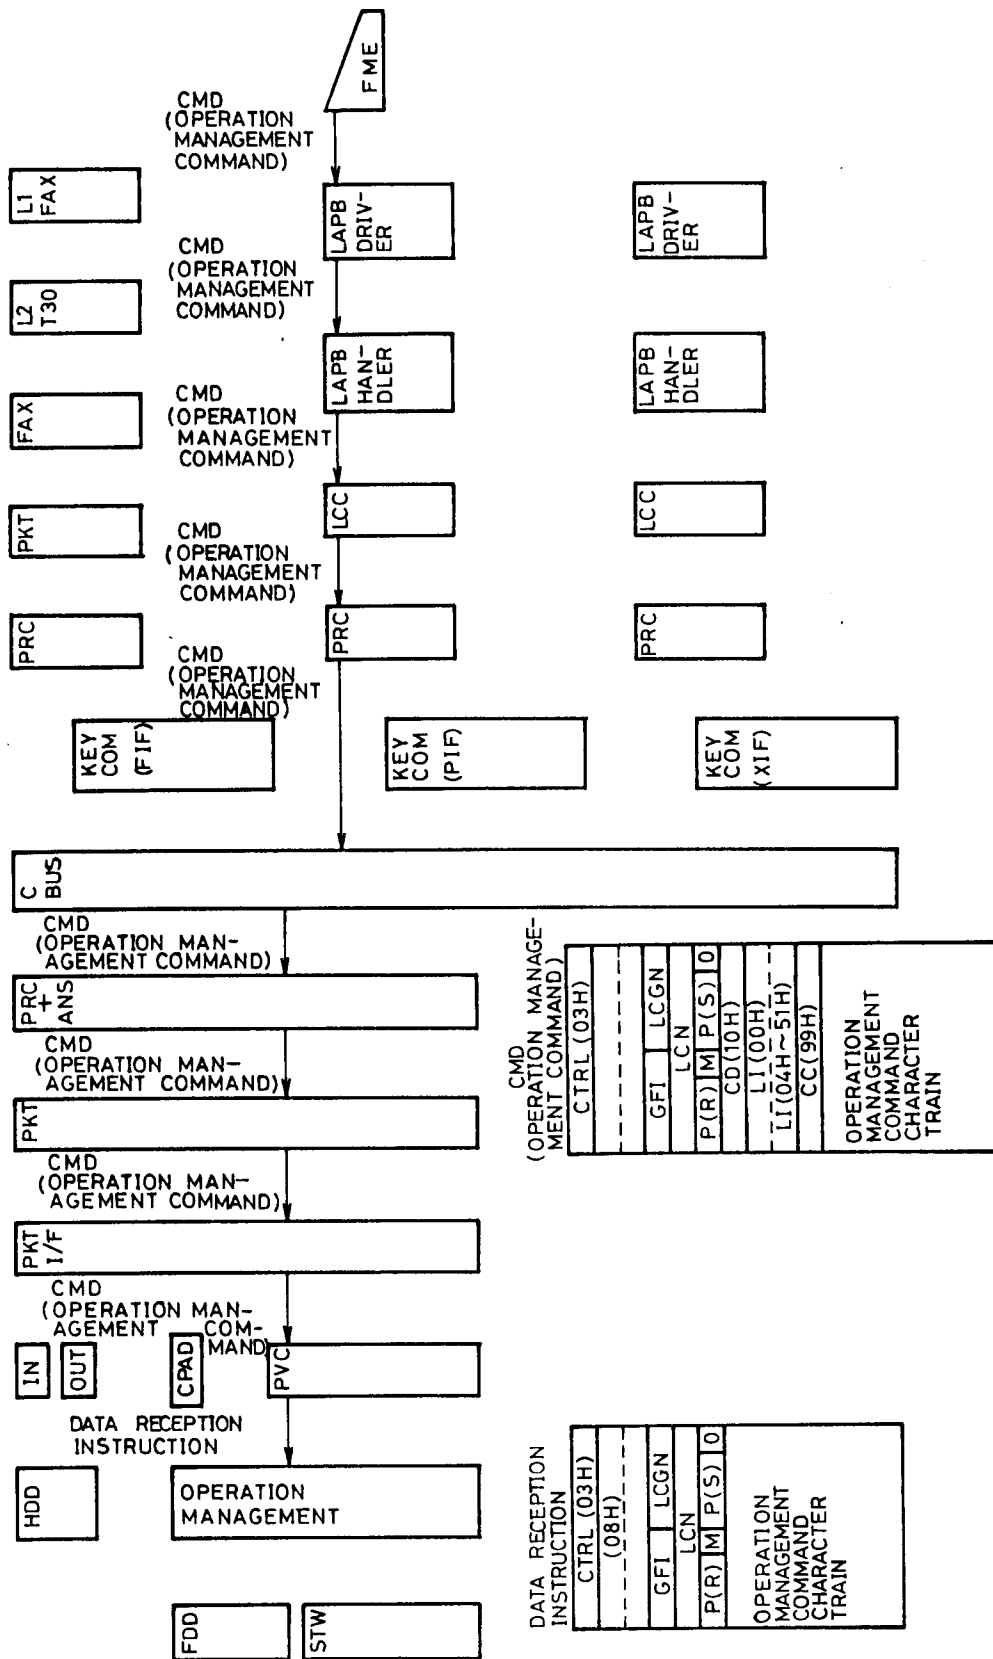 FME
CMD
(OPERATION
MANAGEMENT
COMMAND)
L1
FAX
LAPB
DRIV-
ER
LAPB
DRIV-
ER
CMD
(OPERATION
MANAGEMENT
COMMAND)
L2
T30
LAPB
HAN-
DLER
LAPB
HAN-
DLER
CMD
(OPERATION
MANAGEMENT
COMMAND)
FAX
LCC
LCC
PKT
CMD
(OPERATION
MANAGEMENT
COMMAND)
PRC
PRC
PRC
CMD
(OPERATION
MANAGEMENT
COMMAND)
KEY
COM
(FIF)
KEY
COM
(PIF)
KEY
COM
(XIF)
C
BUS
CMD
(OPERATION MAN-
AGEMENT COMMAND)
PRC
+
ANS
CMD
(OPERATION MAN-
AGEMENT COMMAND)
PKT
CMD
(OPERATION MAN-
AGEMENT COMMAND)
PKT
I/F
CMD
(OPERATION MAN-
AGEMENT COM-
MAND)
IN
OUT
CPAD
PVC
DATA RECEPTION
INSTRUCTION
HDD
OPERATION
MANAGEMENT
FDD
STW
CMD
(OPERATION MANAGE-
MENT COMMAND)
CTRL (03H)
GFI LCGN
LCN
P(R) M P(S) 0
CD(10H)
LI(00H)
LI(04H~51H)
CC(99H)
OPERATION
MANAGEMENT
COMMAND
CHARACTER
TRAIN
DATA RECEPTION
INSTRUCTION
CTRL (03H)
(08H)
GFI LCGN
LCN
P(R) M P(S) 0
OPERATION
MANAGEMENT
COMMAND
CHARACTER
TRAIN